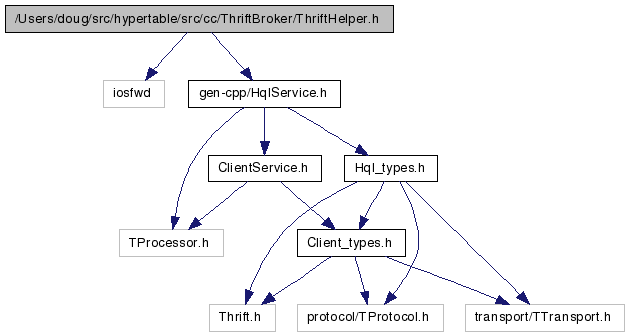 /Users/doug/src/hypertable/src/cc/ThriftBroker/ThriftHelper.h
iosfwd
gen-cpp/HqlService.h
ClientService.h
Hql_types.h
TProcessor.h
Client_types.h
Thrift.h
protocol/TProtocol.h
transport/TTransport.h